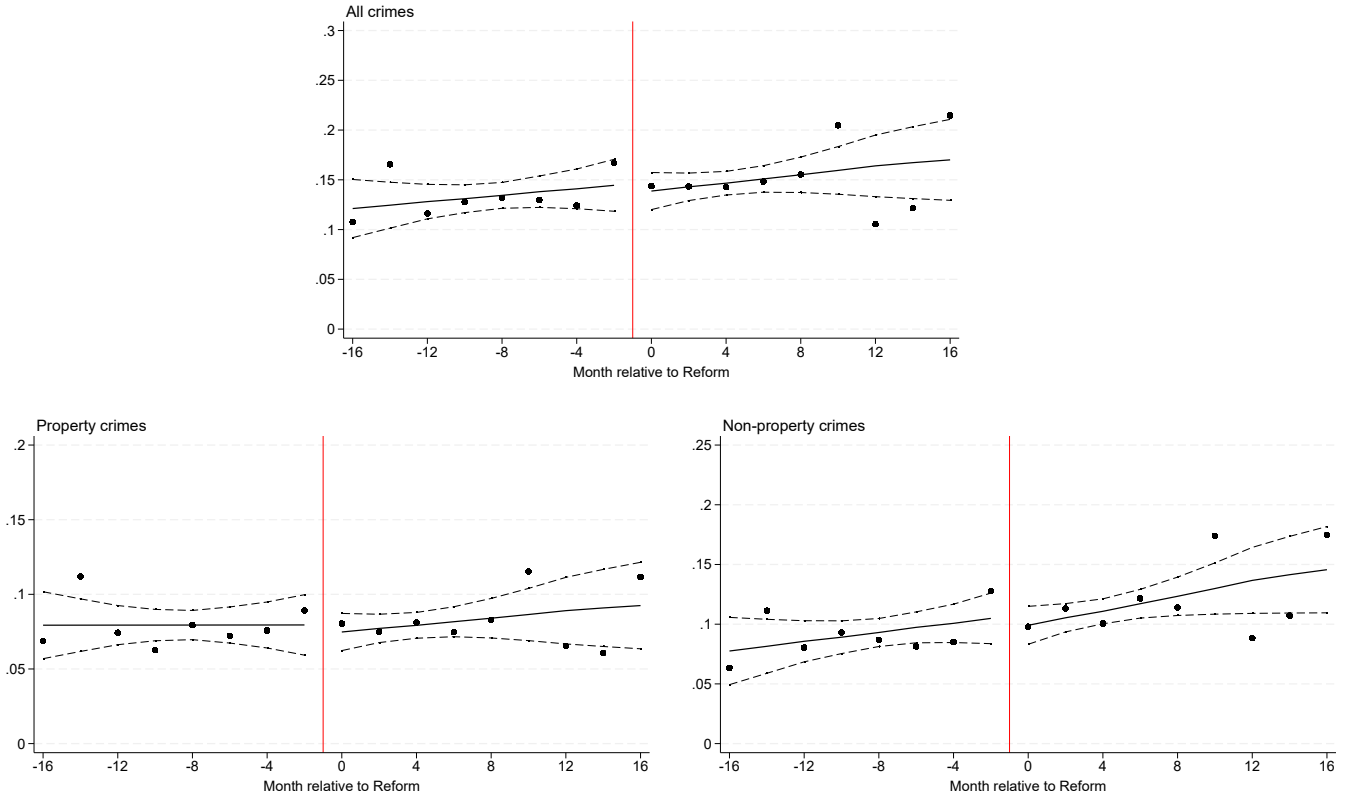 All crimes
.3
.25
.2
.15
.1
.05
0
-16 -12 -8 -4 0 4 8 12 16
Month relative to Reform
Property crimes
.2
.15
.1
.05
0
-16 -12 -8 -4 0 4 8 12 16
Month relative to Reform
Non-property crimes
.25
.2
.15
.1
.05
0
-16 -12 -8 -4 0 4 8 12 16
Month relative to Reform